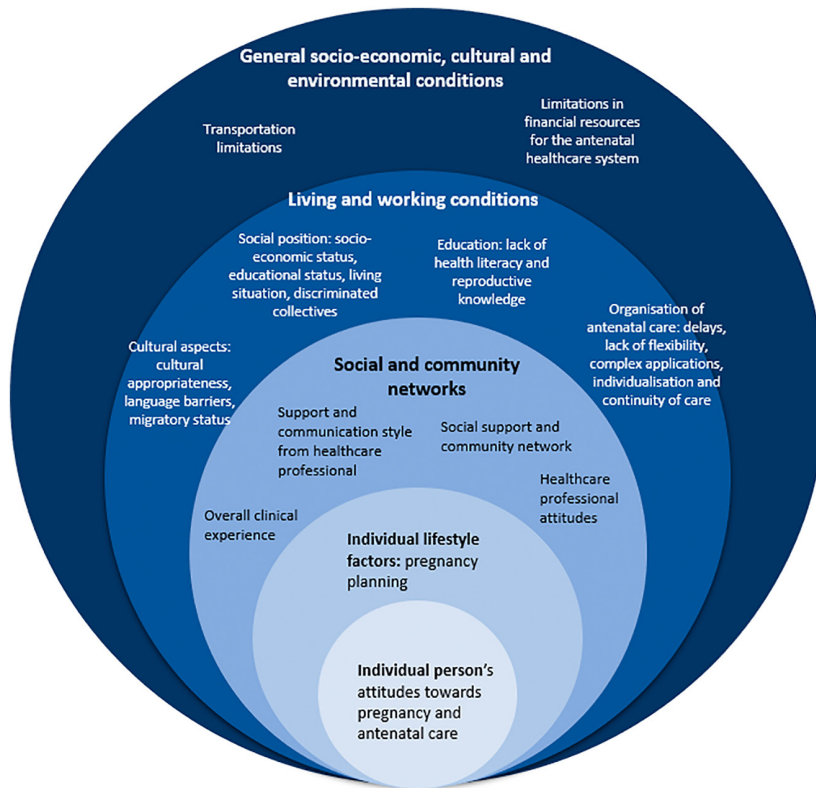 General socio-economic, cultural and
environmental conditions
Transportation
limitations
Limitations in
financial resources
for the antenatal
healthcare system
Living and working conditions
Social position: socio-
economic status,
educational status, living
situation, discriminated
collectives
Education: lack of
health literacy and
reproductive
knowledge
Cultural aspects:
cultural
appropriateness,
language barriers,
migratory status
Organisation of
antenatal care: delays,
lack of flexibility,
complex applications,
individualisation and
continuity of care
Social and community
networks
Support and
communication style
from healthcare
professional
Social support and
community network
Overall clinical
experience
Healthcare
professional
attitudes
Individual lifestyle
factors: pregnancy
planning
Individual person's
attitudes towards
pregnancy and
antenatal care